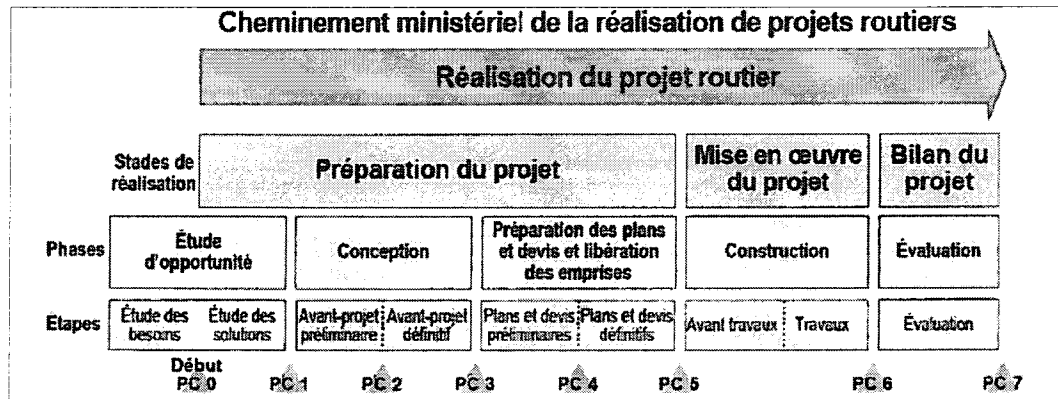 Cheminement ministériel de la réalisation de projets routiers
Réalisation du projet routier
Stades de
réalisation
Préparation du projet
Mise en œuvre
du projet
Bilan du
projet
Phases
Étude
d'opportunité
Conception
Préparation des plans
et devis et libération
des emprises
Construction
Évaluation
Étapes
Étude des
besoins
Étude des
solutions
Avant-projet
préliminaire
Avant-projet
définitif
Plans et devis
préliminaires
Plans et devis
définitifs
Avant travaux
Travaux
Évaluation
Début
PC 0
PC 1
PC 2
PC 3
PC 4
PC 5
PC 6
PC 7